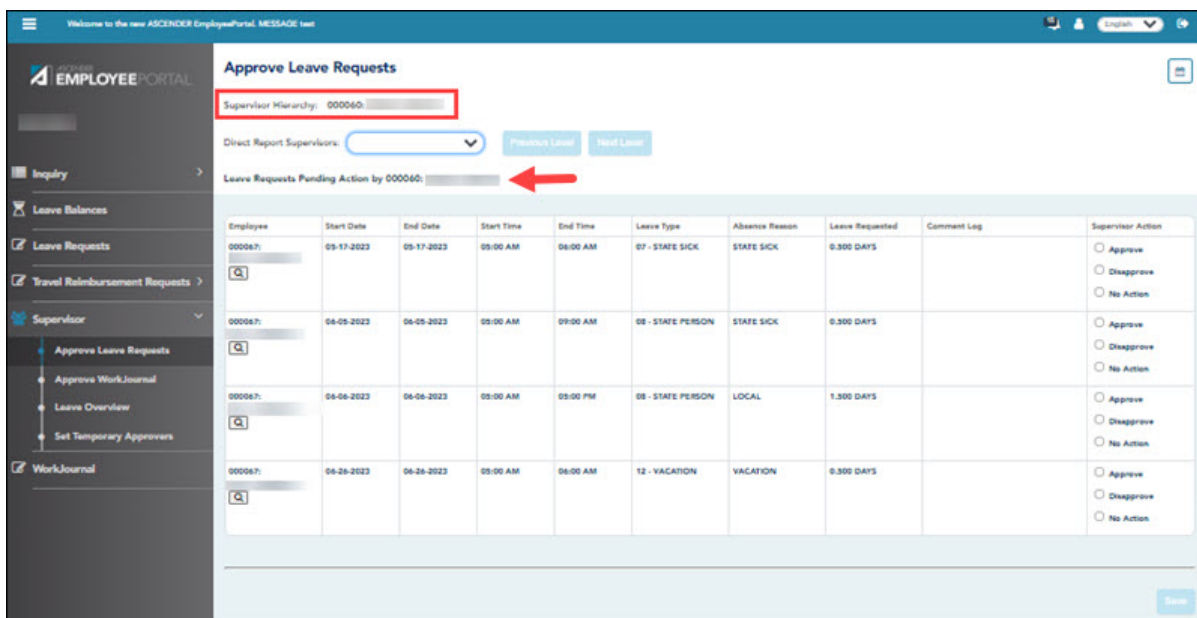 Welcome to the new ASCENDER EmployeePortal. MESSAGE test
English
ASCENDER
EMPLOYEEPORTAL
Inquiry
Leave Balances
Leave Requests
Travel Reimbursement Requests
Supervisor
Approve Leave Requests
Approve WorkJournal
Leave Overview
Set Temporary Approvers
WorkJournal
Approve Leave Requests
Supervisor Hierarchy: 000060:
Direct Report Supervisors:
Previous Level Next Level
Leave Requests Pending Action by 000060:
Employee Start Date End Date Start Time End Time Leave Type Absence Reason Leave Requested Comment Log Supervisor Action
000067: 05-17-2023 05-17-2023 05:00 AM 06:00 AM 07 - STATE SICK STATE SICK 0.500 DAYS Approve
Disapprove
No Action
000067: 06-05-2023 06-05-2023 05:00 AM 09:00 AM 08 - STATE PERSON STATE SICK 0.500 DAYS Approve
Disapprove
No Action
000067: 06-06-2023 06-06-2023 05:00 AM 05:00 PM 08 - STATE PERSON LOCAL 1.500 DAYS Approve
Disapprove
No Action
000067: 06-26-2023 06-26-2023 05:00 AM 06:00 AM 12 - VACATION VACATION 0.500 DAYS Approve
Disapprove
No Action
Save